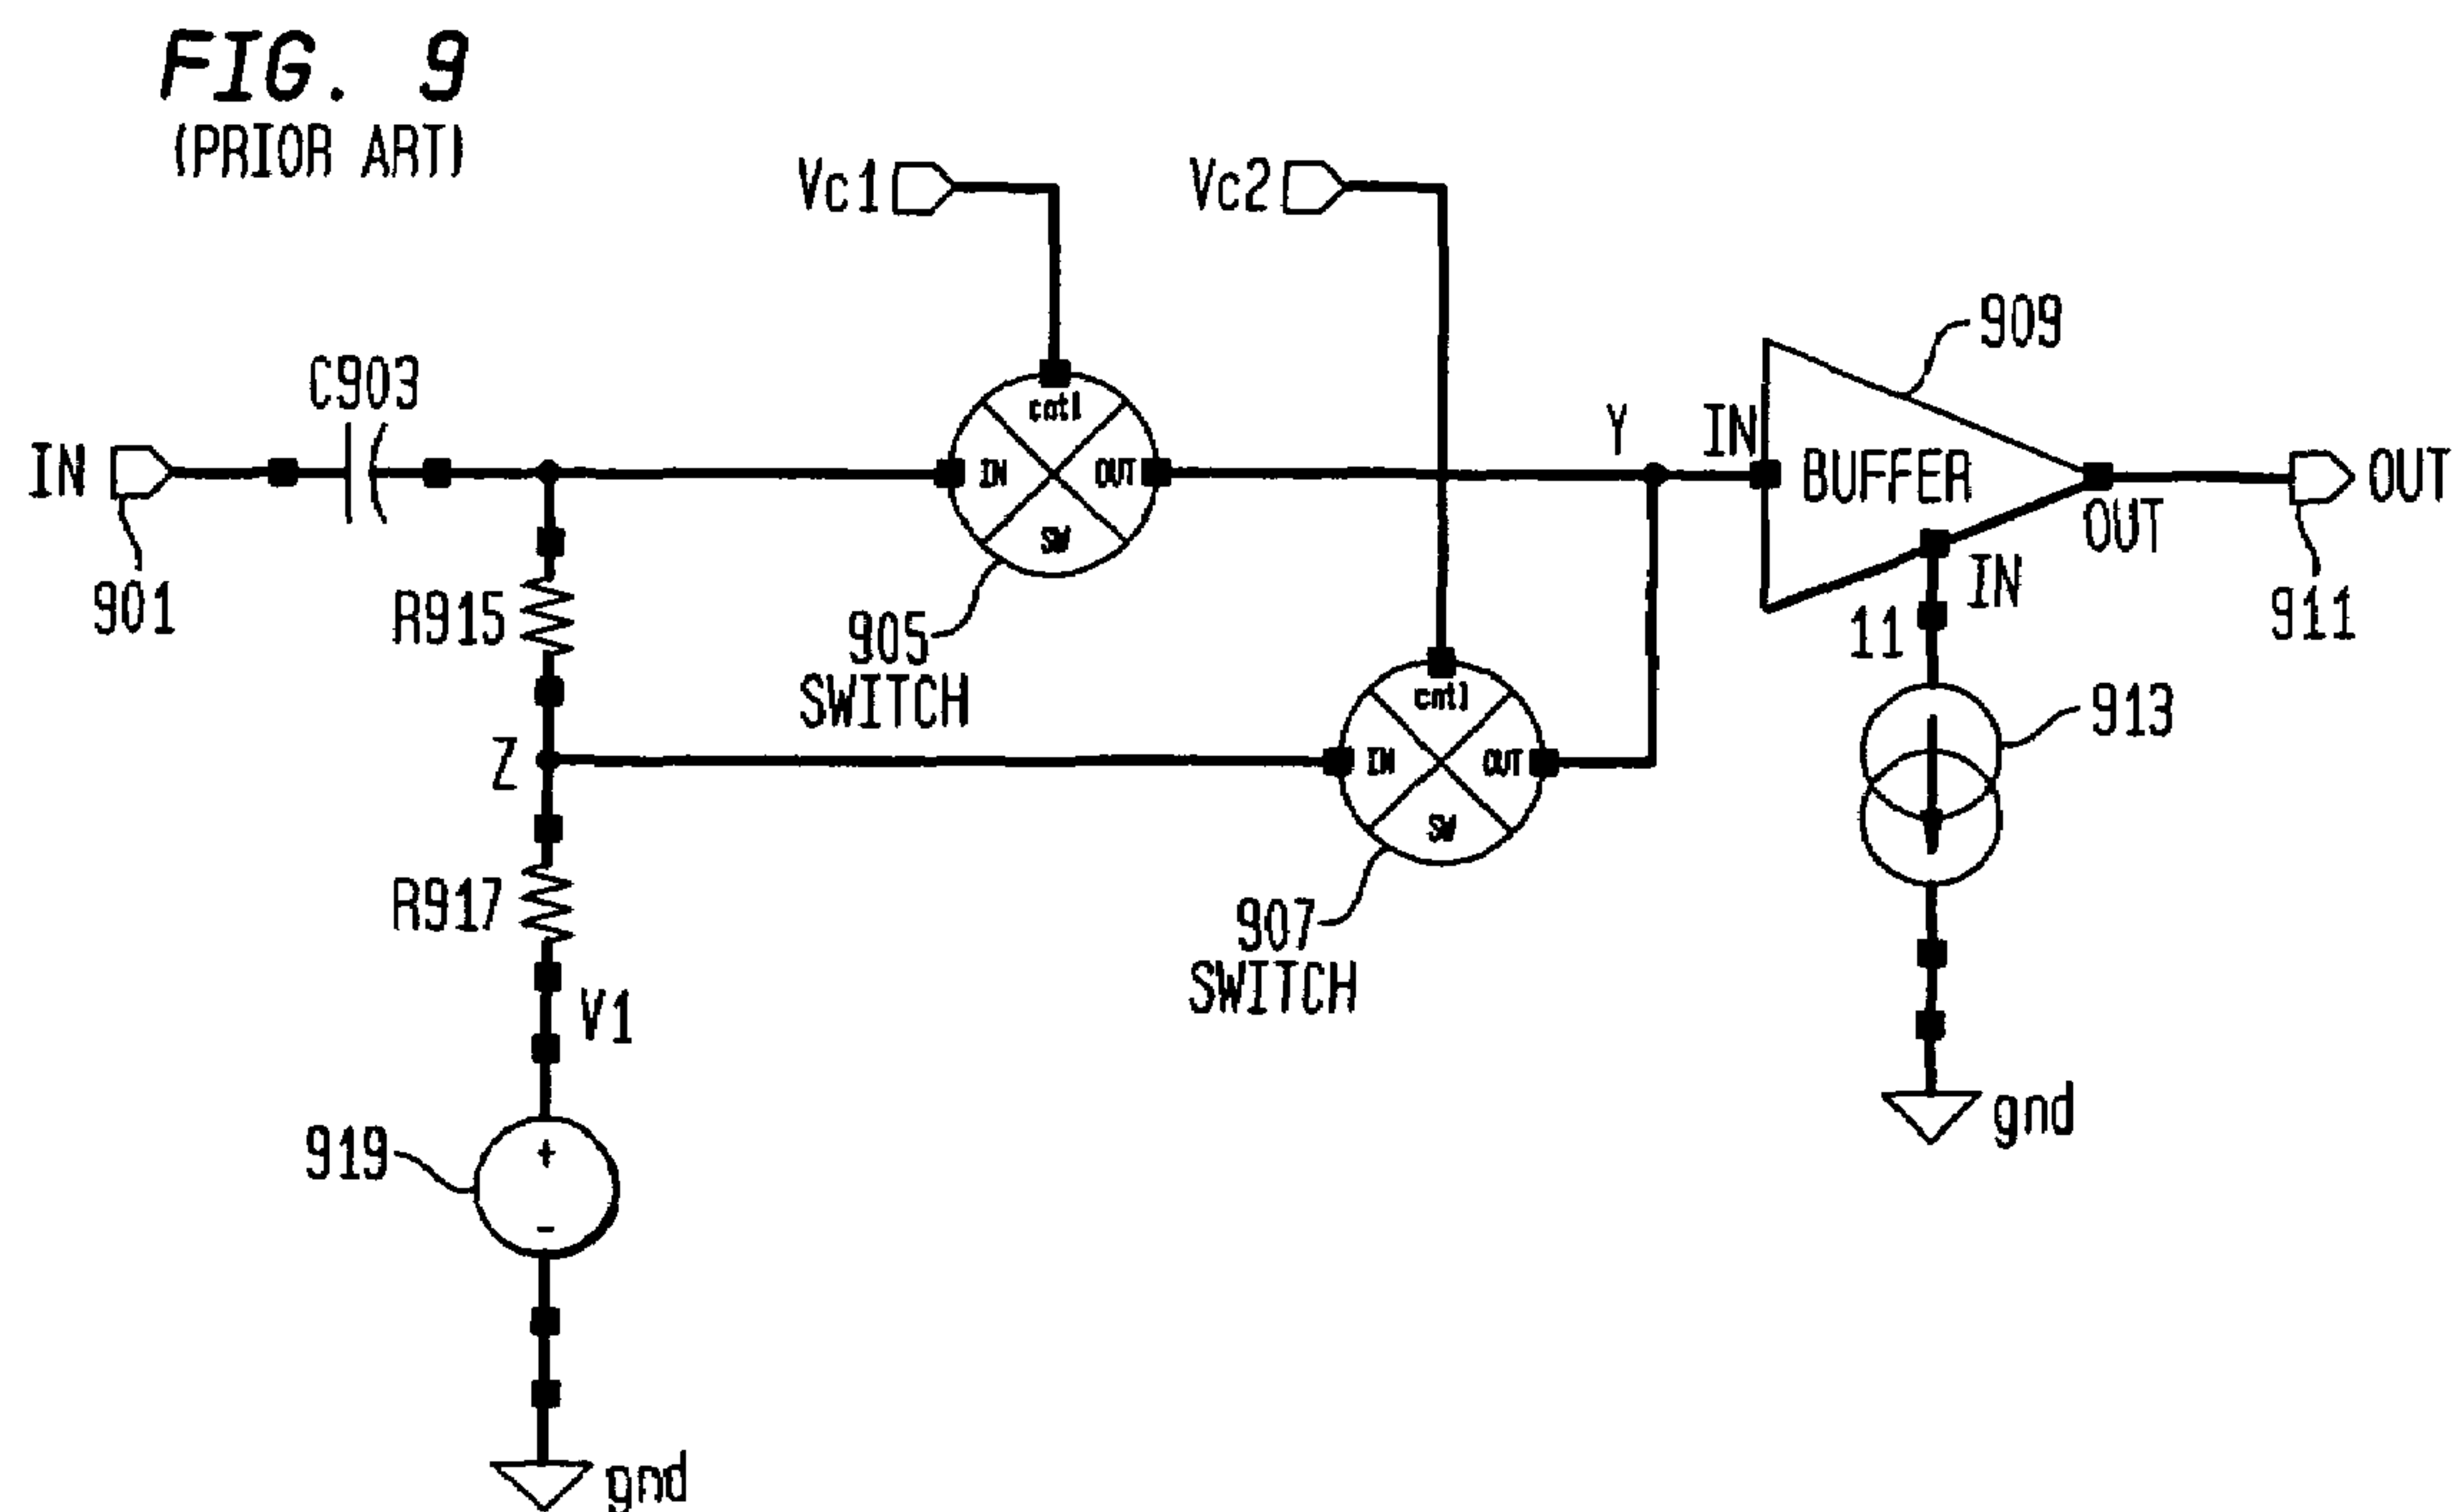 FIG. 9
(PRIOR ART)
Vc1
Vc2
909
C903
cntl
Y
IN
IN
IN
OUT
BUFFER
OUT
SW
OUT
901
R915
IN
11
911
905
SWITCH
cntl
913
Z
IN
OUT
SW
R917
907
SWITCH
V1
gnd
919
+
-
gnd